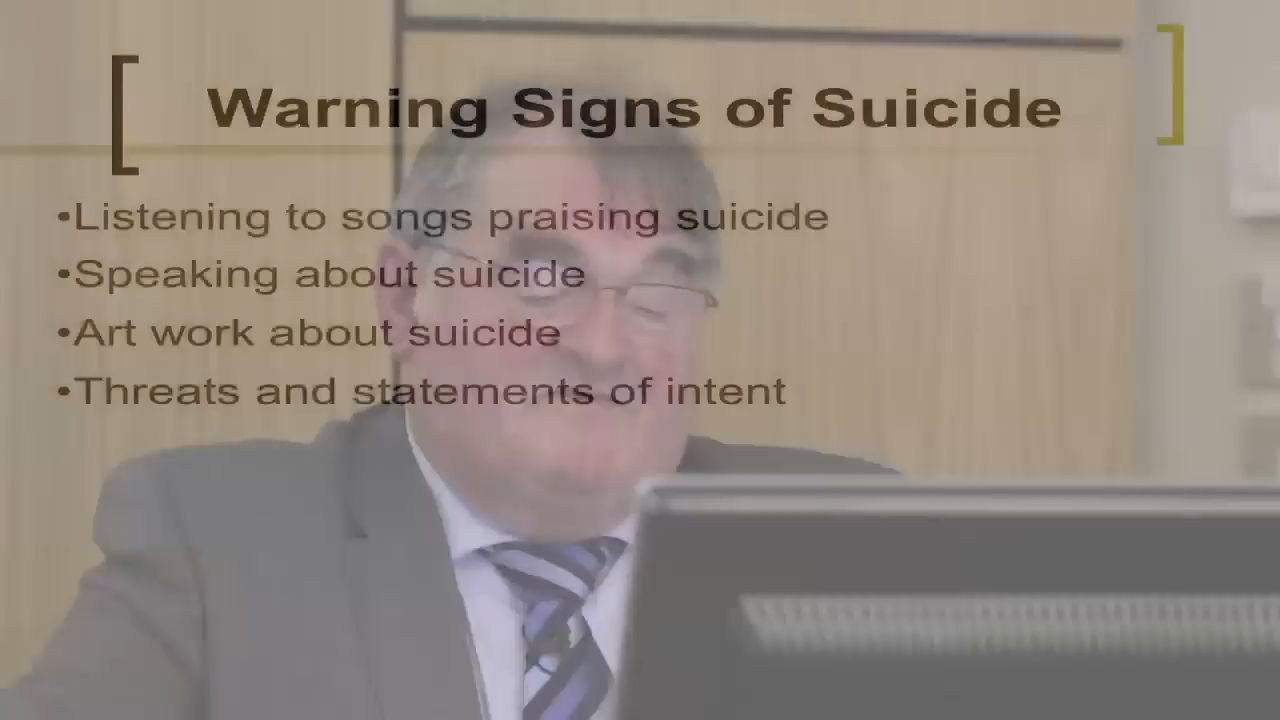 Warning Signs of Suicide
•Listening to songs praising suicide
•Speaking about suicide
•Art work about suicide
•Threats and statements of intent